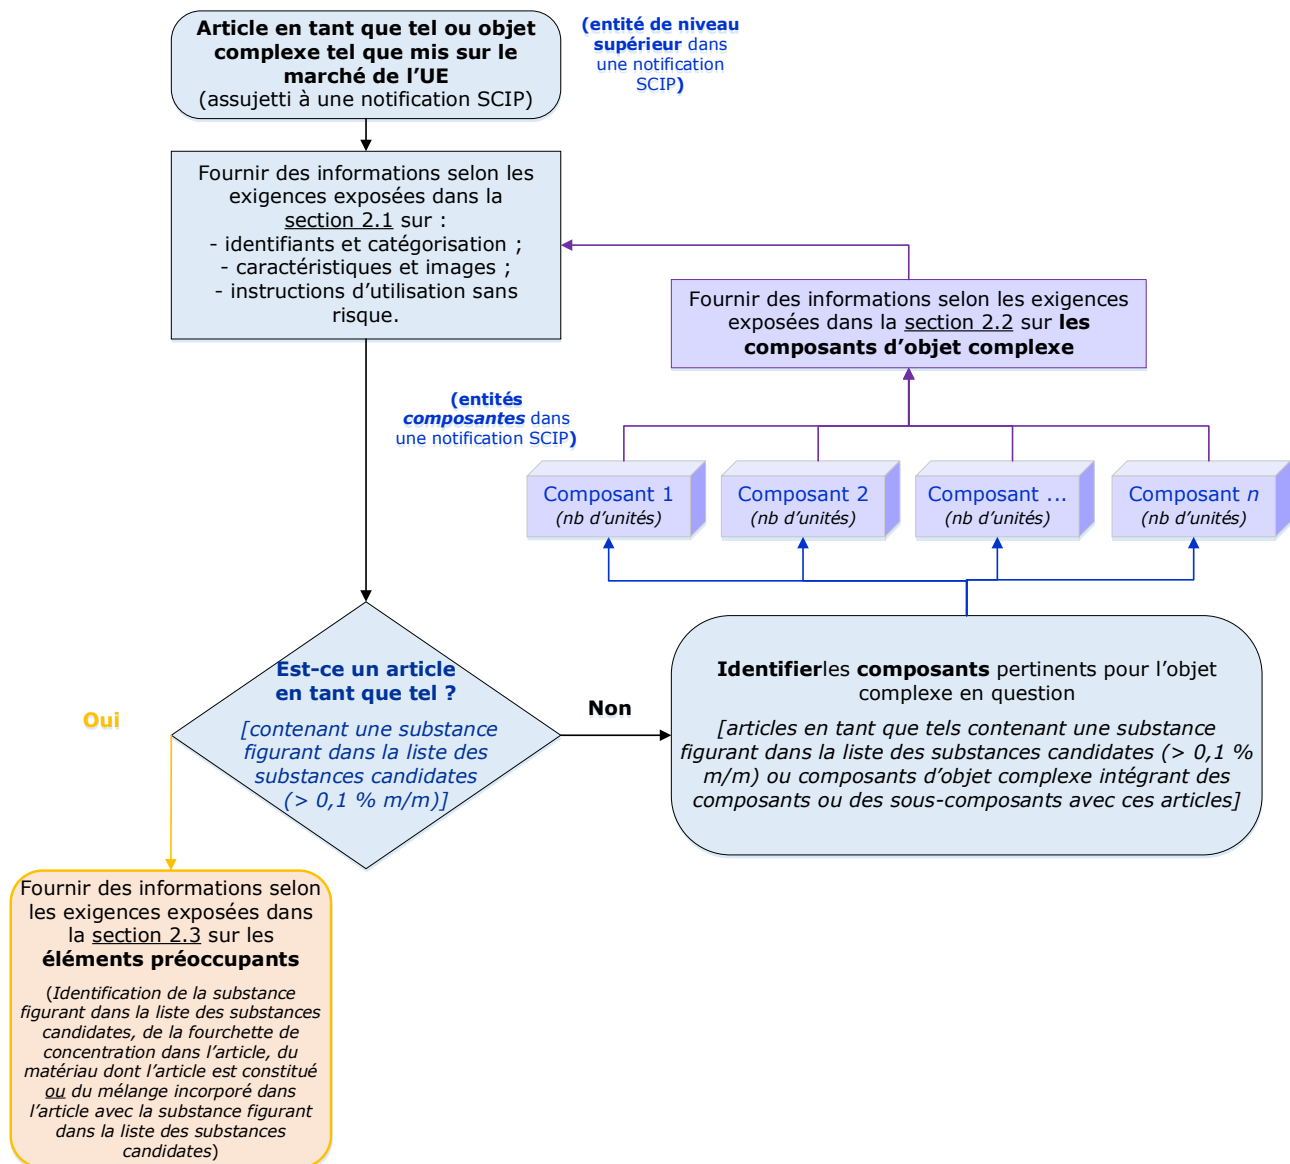 Article en tant que tel ou objet
complexe tel que mis sur le
marché de l’UE
(assujetti à une notification SCIP)
(entité de niveau
supérieur dans
une notification
SCIP)
Fournir des informations selon les
exigences exposées dans la
section 2.1 sur :
- identifiants et catégorisation ;
- caractéristiques et images ;
- instructions d’utilisation sans
risque.
Fournir des informations selon les exigences
exposées dans la section 2.2 sur les
composants d’objet complexe
(entités
composantes dans
une notification SCIP)
Composant 1
(nb d’unités)
Composant 2
(nb d’unités)
Composant ...
(nb d’unités)
Composant n
(nb d’unités)
Est-ce un article
en tant que tel ?
[contenant une substance
figurant dans la liste des
substances candidates
(> 0,1 % m/m)]
Oui
Non
Identifierles composants pertinents pour l’objet
complexe en question
[articles en tant que tels contenant une substance
figurant dans la liste des substances candidates (> 0,1 %
m/m) ou composants d’objet complexe intégrant des
composants ou des sous-composants avec ces articles]
Fournir des informations selon
les exigences exposées dans
la section 2.3 sur les
éléments préoccupants
(Identification de la substance
figurant dans la liste des substances
candidates, de la fourchette de
concentration dans l’article, du
matériau dont l’article est constitué
ou du mélange incorporé dans
l’article avec la substance figurant
dans la liste des substances
candidates)